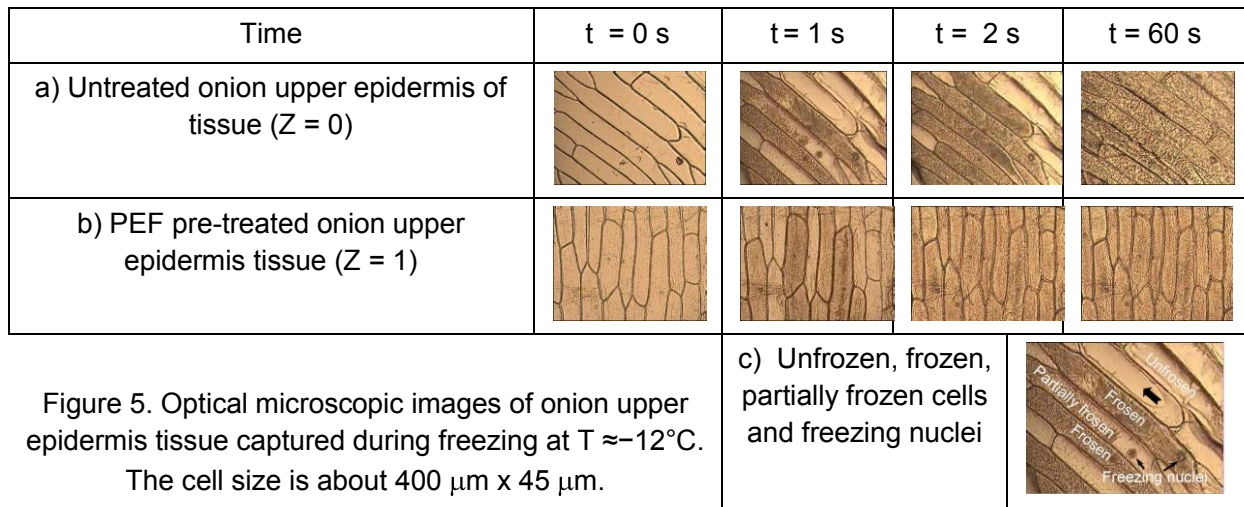 Time
t = 0 s
t = 1 s
t = 2 s
t = 60 s
a) Untreated onion upper epidermis of
tissue (Z = 0)
b) PEF pre-treated onion upper
epidermis tissue (Z = 1)
Figure 5. Optical microscopic images of onion upper
epidermis tissue captured during freezing at T ≈−12°C.
The cell size is about 400 μm x 45 μm.
c) Unfrozen, frozen,
partially frozen cells
and freezing nuclei
Unfrosen
Frosen
Partially frosen
Frosen
Freezing nuclei